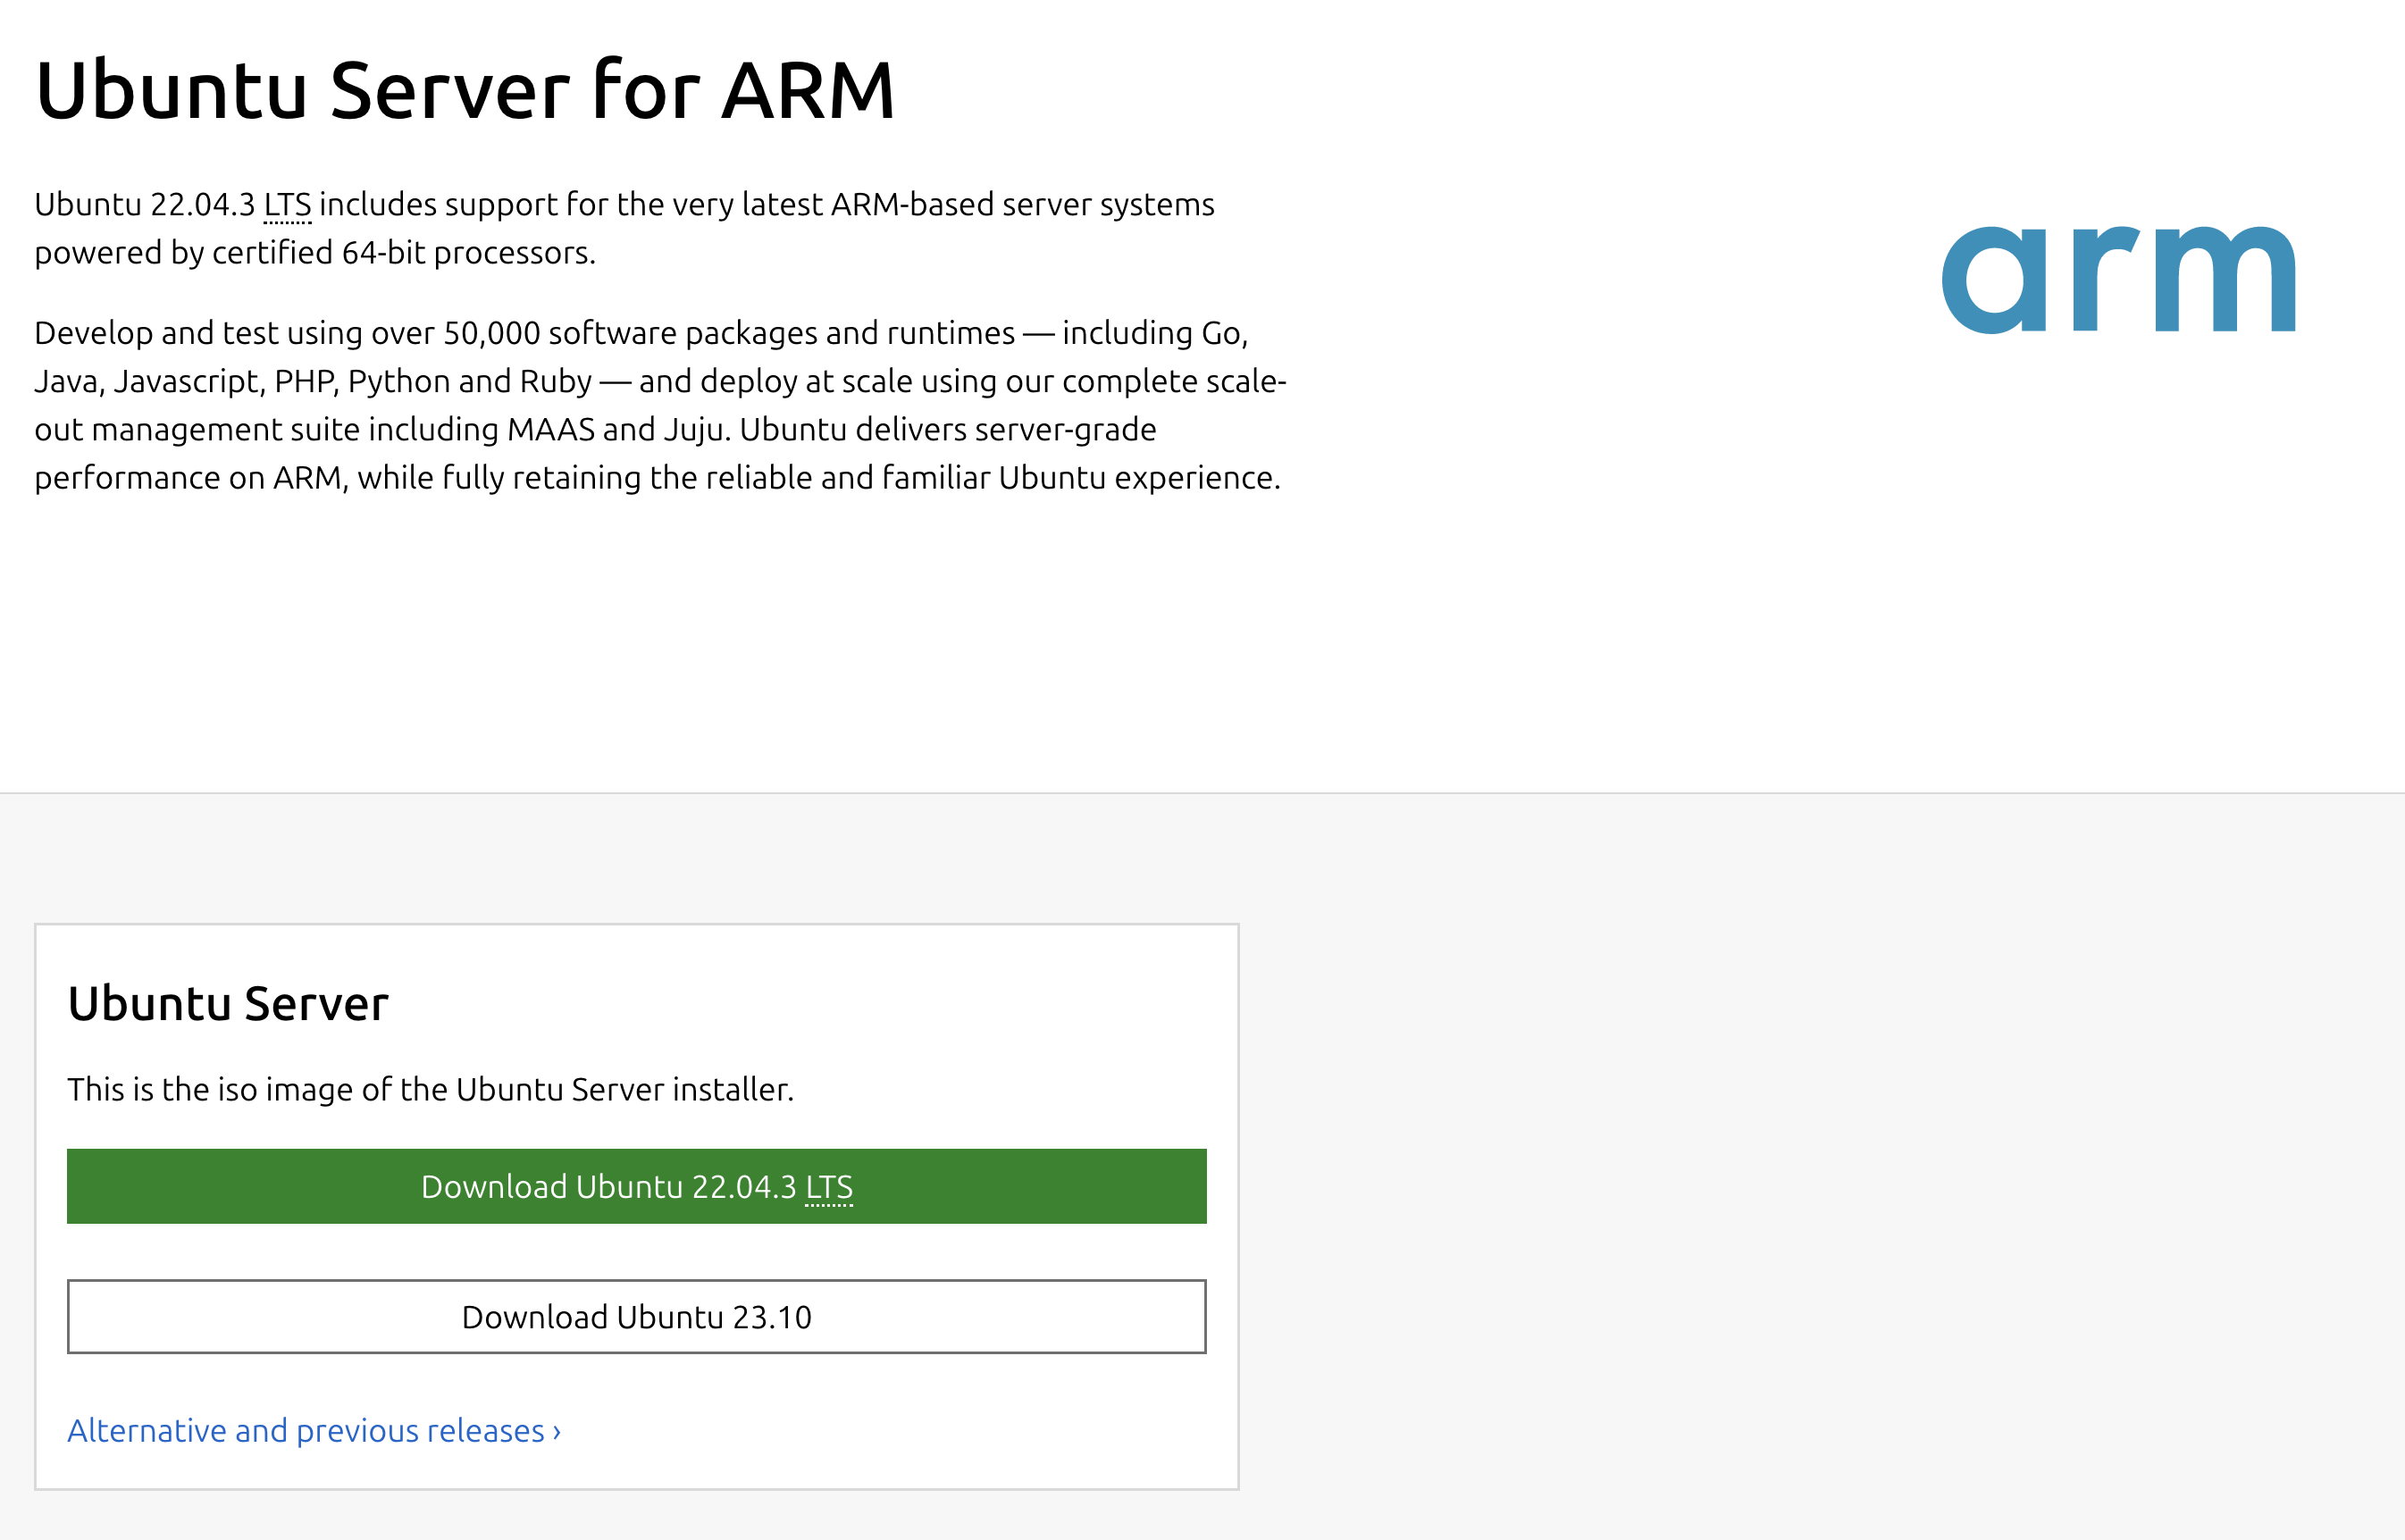 Ubuntu Server for ARM
Ubuntu 22.04.3 LTS includes support for the very latest ARM-based server systems
powered by certified 64-bit processors.
Develop and test using over 50,000 software packages and runtimes — including Go,
Java, Javascript, PHP, Python and Ruby — and deploy at scale using our complete scale-
out management suite including MAAS and Juju. Ubuntu delivers server-grade
performance on ARM, while fully retaining the reliable and familiar Ubuntu experience.
arm
Ubuntu Server
This is the iso image of the Ubuntu Server installer.
Download Ubuntu 22.04.3 LTS
Download Ubuntu 23.10
Alternative and previous releases ›